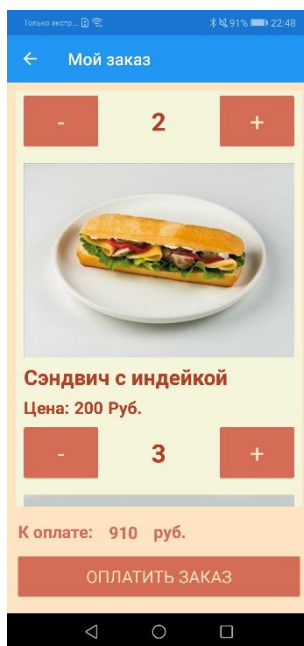 Только экстр... 91% 22:48
Мой заказ
- 2 +
Сэндвич с индейкой
Цена: 200 Руб.
- 3 +
К оплате: 910 руб.
ОПЛАТИТЬ ЗАКАЗ